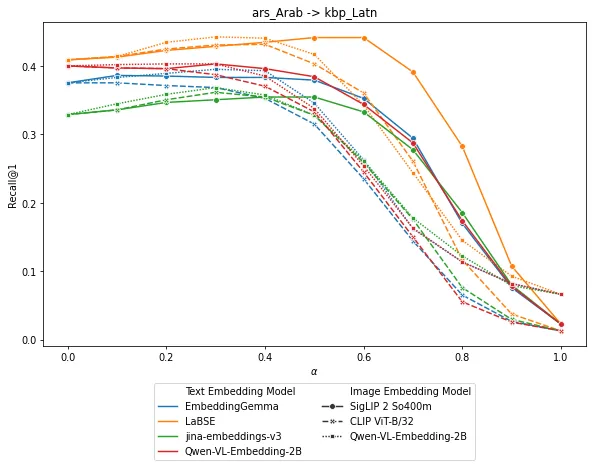 ars_Arab -> kbp_Latn
Recall@1
0.4
0.3
0.2
0.1
0.0
0.0 0.2 0.4 0.6 0.8 1.0
α
Text Embedding Model
EmbeddingGemma
LaBSE
jina-embeddings-v3
Qwen-VL-Embedding-2B
Image Embedding Model
SigLIP 2 So400m
CLIP ViT-B/32
Qwen-VL-Embedding-2B